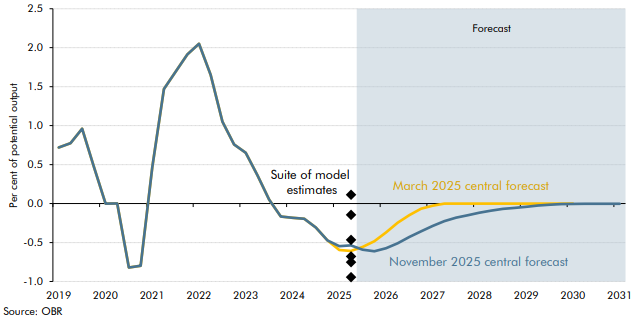 2.5
2.0
1.5
1.0
0.5
0.0
-0.5
-1.0
Per cent of potential output
Forecast
Suite of model
estimates
March 2025 central forecast
November 2025 central forecast
2019 2020 2021 2022 2023 2024 2025 2026 2027 2028 2029 2030 2031
Source: OBR